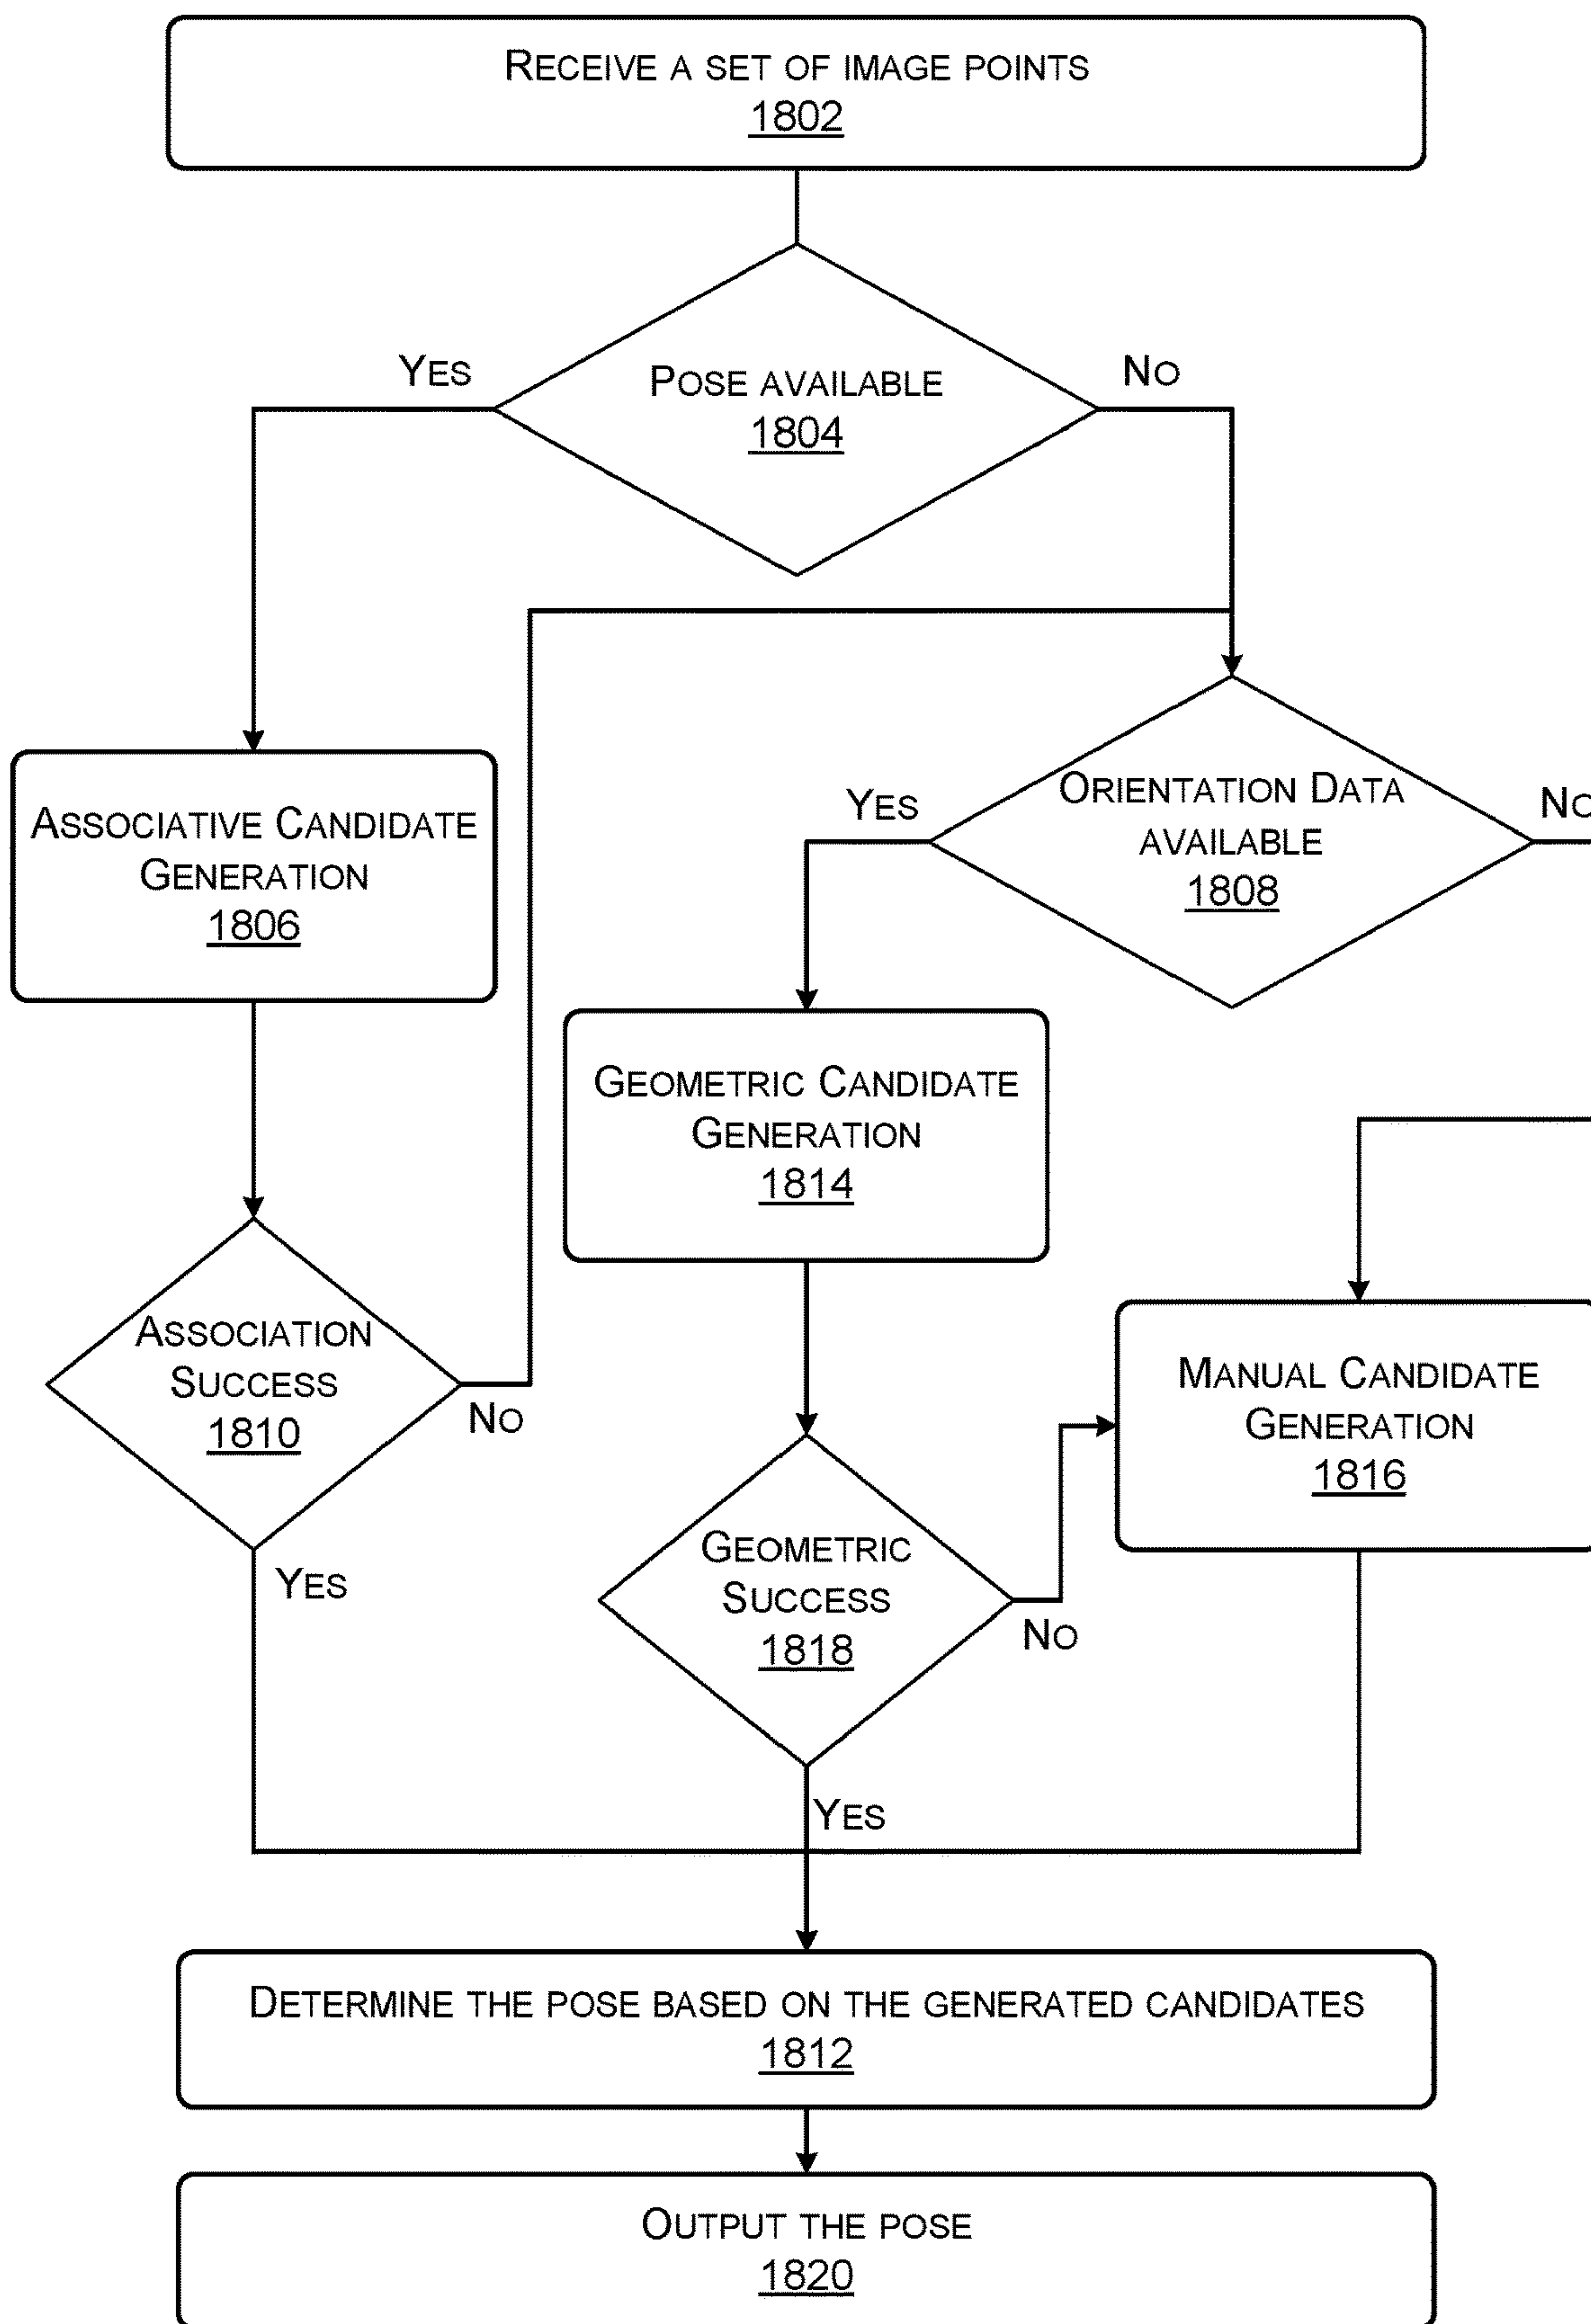 RECEIVE A SET OF IMAGE POINTS
1802
YES
POSE AVAILABLE
1804
NO
ORIENTATION DATA
AVAILABLE
1808
YES
NO
ASSOCIATIVE CANDIDATE
GENERATION
1806
GEOMETRIC CANDIDATE
GENERATION
1814
ASSOCIATION
SUCCESS
1810
NO
YES
MANUAL CANDIDATE
GENERATION
1816
GEOMETRIC
SUCCESS
1818
NO
YES
DETERMINE THE POSE BASED ON THE GENERATED CANDIDATES
1812
OUTPUT THE POSE
1820